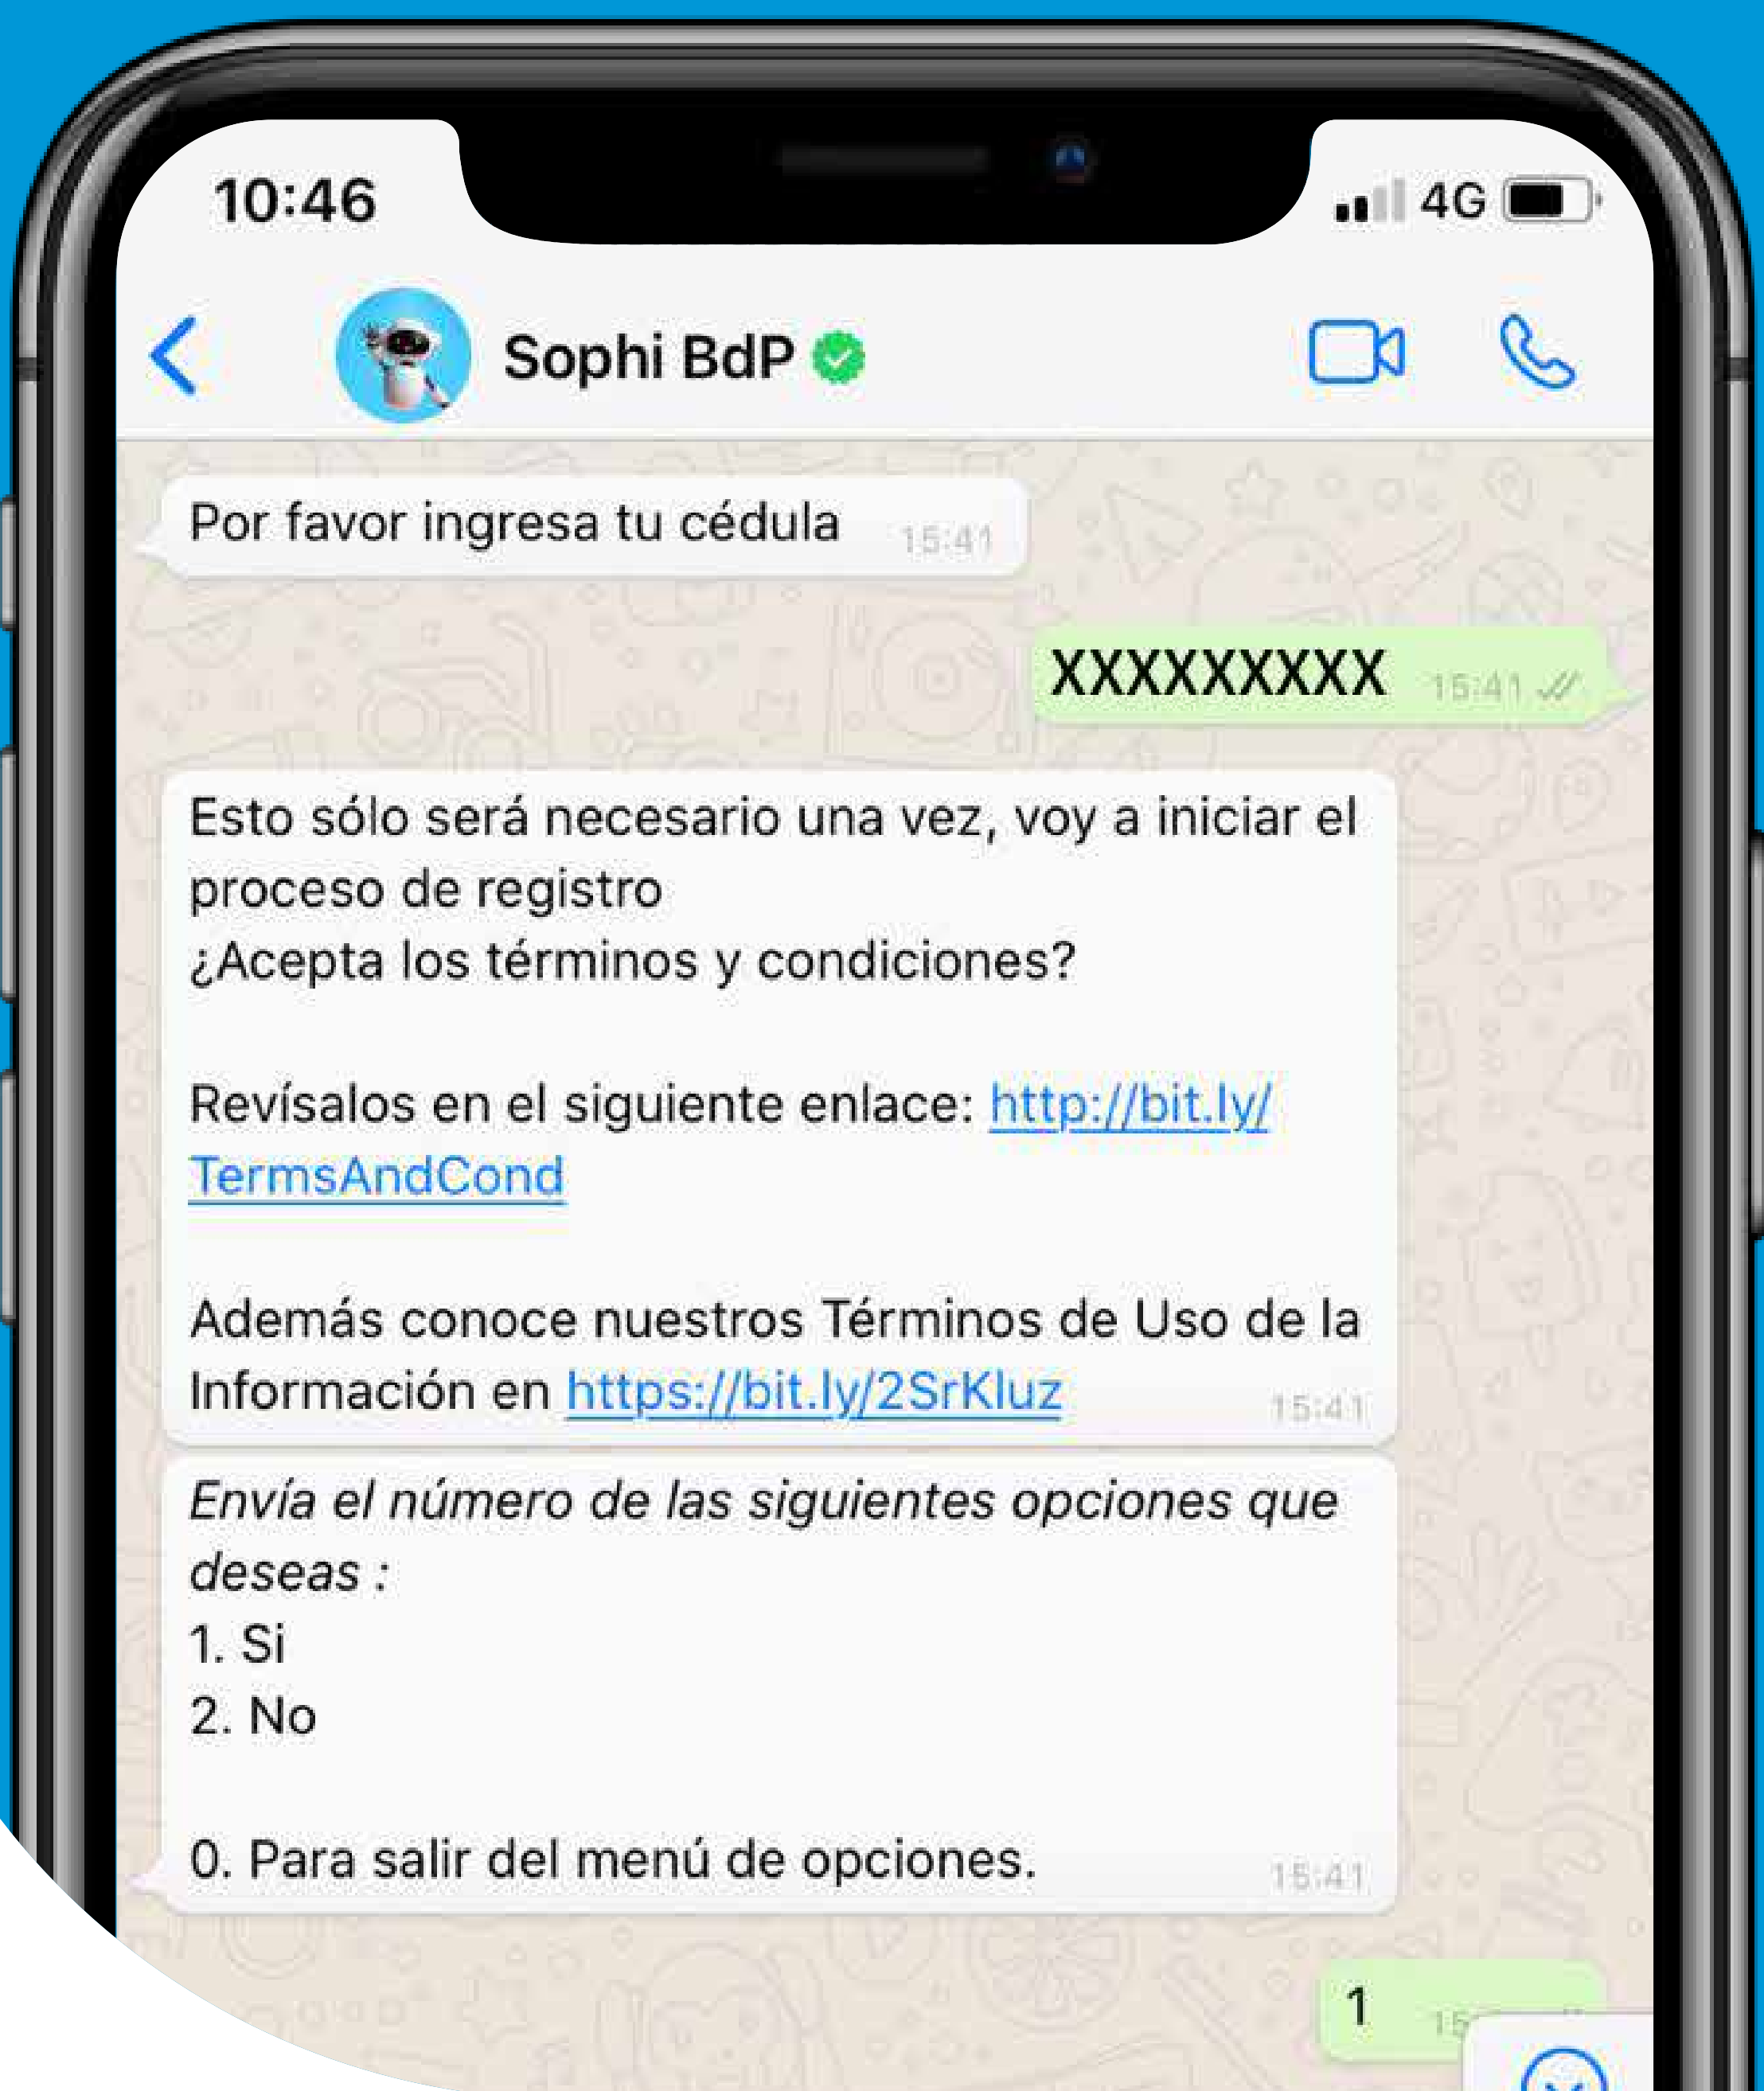 10:46
4G
Sophi BdP
Por favor ingresa tu cédula 15:41
XXXXXXXXX 15:41
Esto sólo será necesario una vez, voy a iniciar el
proceso de registro
¿Acepta los términos y condiciones?
Revísalos en el siguiente enlace: http://bit.ly/
TermsAndCond
Además conoce nuestros Términos de Uso de la
Información en https://bit.ly/2SrKluz 15:41
Envía el número de las siguientes opciones que
deseas :
1. Si
2. No
0. Para salir del menú de opciones. 15:41
1